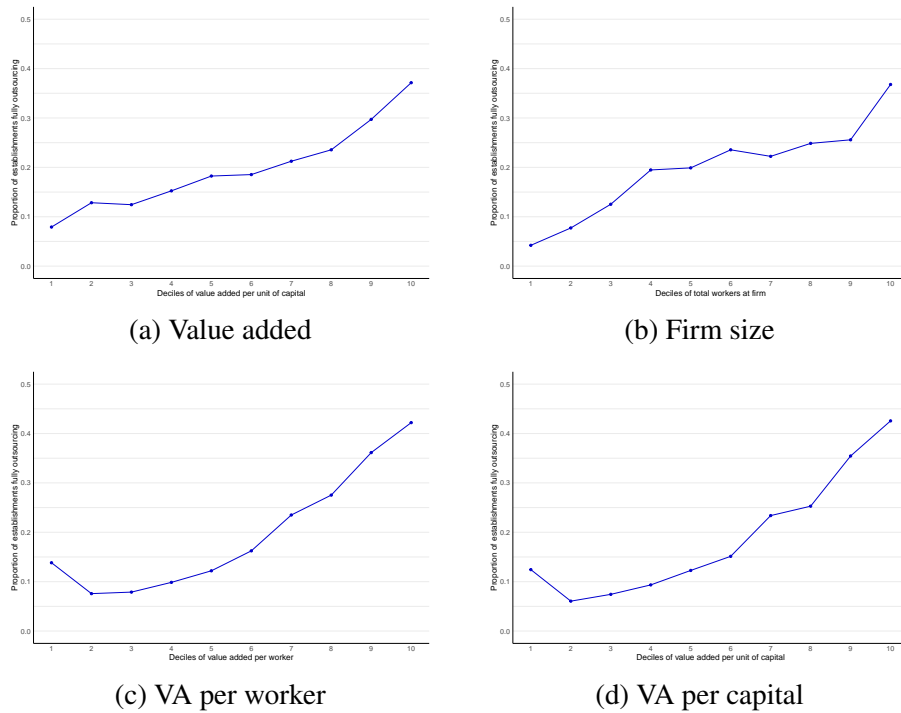 Proportion of establishments fully outsourcing
0.5
0.4
0.3
0.2
0.1
0.0
1 2 3 4 5 6 7 8 9 10
Deciles of value added per unit of capital
(a) Value added
Proportion of establishments fully outsourcing
0.5
0.4
0.3
0.2
0.1
0.0
1 2 3 4 5 6 7 8 9 10
Deciles of total workers at firm
(b) Firm size
Proportion of establishments fully outsourcing
0.5
0.4
0.3
0.2
0.1
0.0
1 2 3 4 5 6 7 8 9 10
Deciles of value added per worker
(c) VA per worker
Proportion of establishments fully outsourcing
0.5
0.4
0.3
0.2
0.1
0.0
1 2 3 4 5 6 7 8 9 10
Deciles of value added per unit of capital
(d) VA per capital